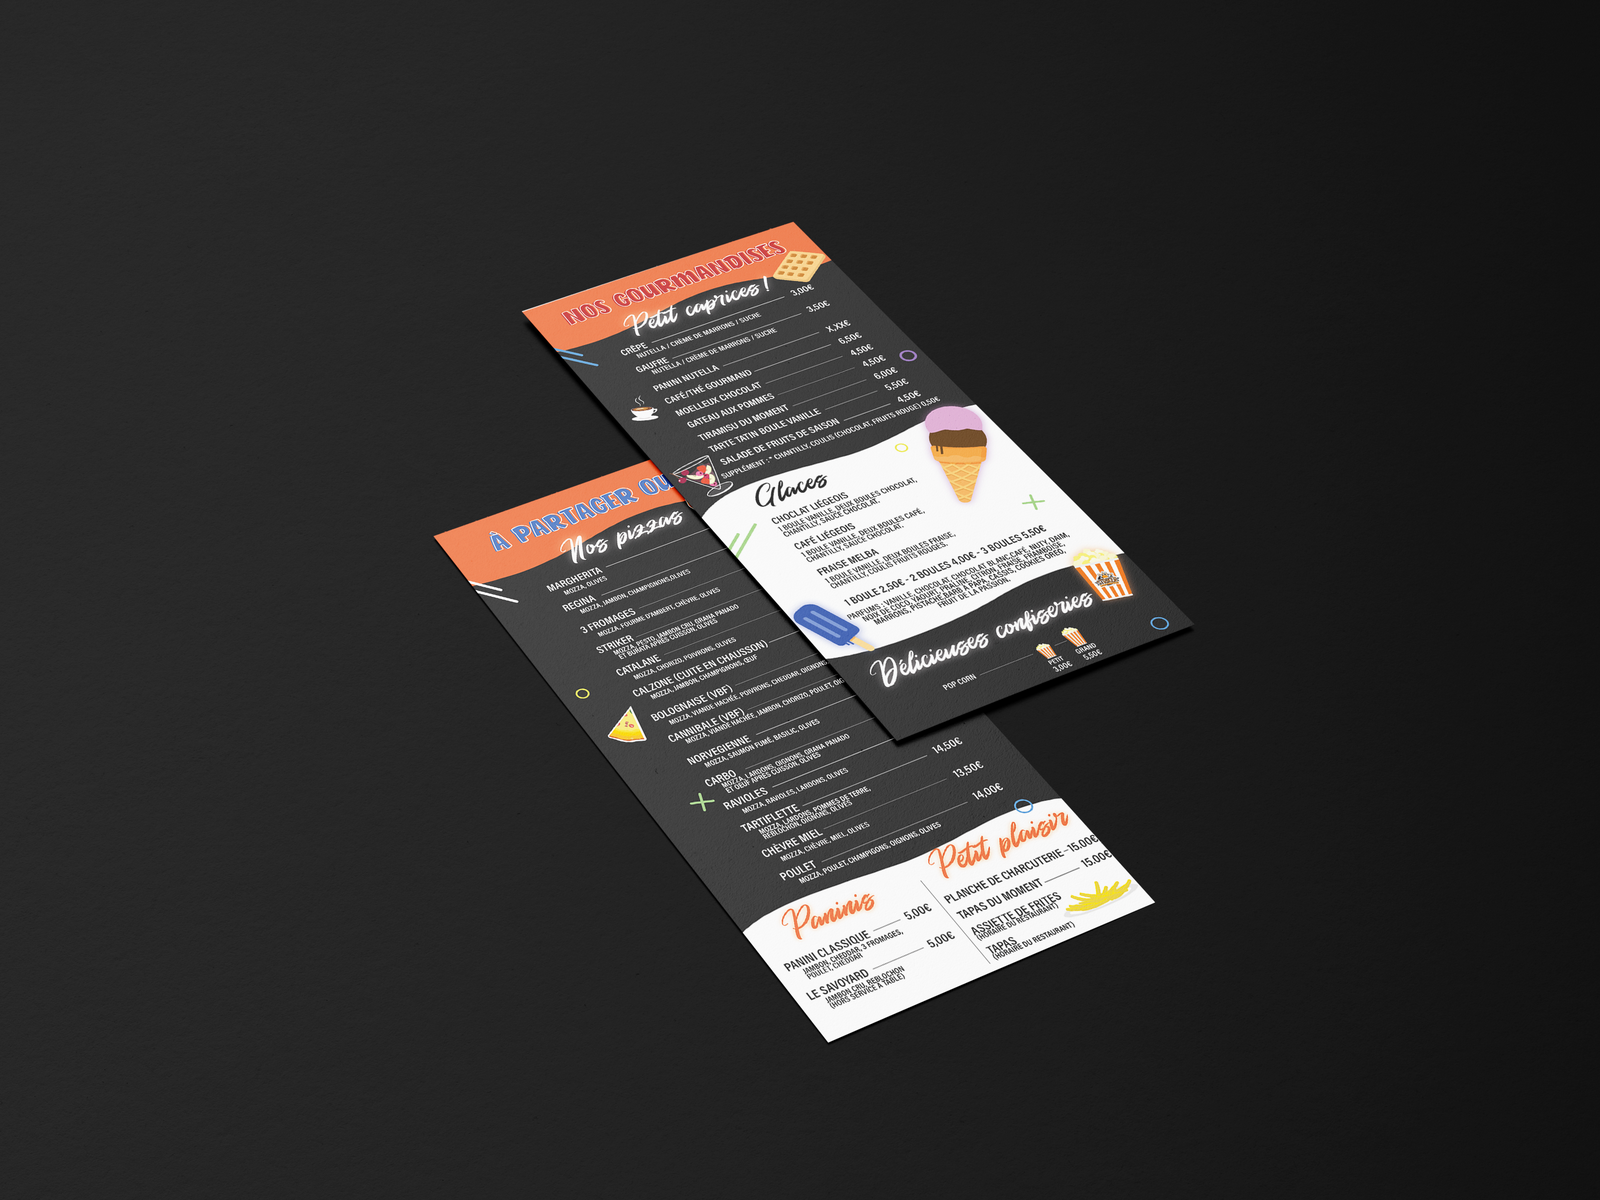 NOS GOURMANDISES
Petit caprices !
CRÊPE 3,00€
NUTELLA / CRÈME DE MARRONS / SUCRE
GAUFRE 3,50€
NUTELLA / CRÈME DE MARRONS / SUCRE
PANINI NUTELLA X,XX€
CAFÉ/THÉ GOURMAND 6,50€
MOELLEUX CHOCOLAT 4,50€
GATEAU AUX POMMES 4,50€
TIRAMISU DU MOMENT 6,00€
TARTE TATIN BOULE VANILLE 5,50€
SALADE DE FRUITS DE SAISON 4,50€
SUPPLÉMENT : * CHANTILLY, COULIS (CHOCOLAT, FRUITS ROUGE) 0,50€
Glaces
CHOCLAT LIÉGEOIS
1 BOULE VANILLE, DEUX BOULES CHOCOLAT,
CHANTILLY, SAUCE CHOCOLAT.
CAFÉ LIÉGEOIS
1 BOULE VANILLE, DEUX BOULES CAFÉ,
CHANTILLY, SAUCE CHOCOLAT.
FRAISE MELBA
1 BOULE VANILLE, DEUX BOULES FRAISE,
CHANTILLY, COULIS FRUITS ROUGES.
1 BOULE 2,50€ - 2 BOULES 4,00€ - 3 BOULES 5,50€
PARFUMS : VANILLE, CHOCOLAT, CHOCOLAT BLANC, CAFÉ, NUTY, DAIM,
NOIX DE COCO, YAOURT, PRALINE, CITRON, FRAISE, FRAMBOISE,
MARRONS, PISTACHE, BARB À PAPA, CASSIS, COOKIES OREO,
FRUIT DE LA PASSION.
Délicieuses confiseries
POP CORN
PETIT
3,00€
GRAND
5,50€
À PARTAGER OU
Nos pizzas
MARGHERITA
MOZZA, OLIVES
REGINA
MOZZA, JAMBON, CHAMPIGNONS, OLIVES
3 FROMAGES
MOZZA, FOURME D'AMBERT, CHÈVRE, OLIVES
STRIKER
MOZZA, PESTO, JAMBON CRU, GRANA PANADO
ET BURATA APRÈS CUISSON, OLIVES
CATALANE
MOZZA, CHORIZO, POIVRONS, OLIVES
CALZONE (CUITE EN CHAUSSON)
MOZZA, JAMBON, CHAMPIGNONS, ŒUF
BOLOGNAISE (VBF)
MOZZA, VIANDE HACHÉE, POIVRONS, CHEDDAR, OIGNONS
CANNIBALE (VBF)
MOZZA, VIANDE HACHÉE, JAMBON, CHORIZO, POULET,
NORVEGIENNE
MOZZA, SAUMON FUMÉ, BASILIC, OLIVES
CARBO
MOZZA, LARDONS, OIGNONS, GRANA PANADO
ET OEUF APRÈS CUISSON, OLIVES
RAVIOLES
MOZZA, RAVIOLES, LARDONS, OLIVES
TARTIFLETTE 14,50€
MOZZA, LARDONS, POMMES DE TERRE,
REBLOCHON, OIGNONS, OLIVES
CHÈVRE MIEL 13,50€
MOZZA, CHÈVRE, MIEL, OLIVES
POULET 14,00€
MOZZA, POULET, CHAMPIGONS, OIGNONS, OLIVES
Paninis
PANINI CLASSIQUE 5,00€
JAMBON, CHEDDAR, 3 FROMAGES,
POULET, CHEDDAR
LE SAVOYARD 5,00€
JAMBON CRU, REBLOCHON
(HORS SERVICE À TABLE)
Petit plaisir
PLANCHE DE CHARCUTERIE 15,00€
TAPAS DU MOMENT 15,00€
ASSIETTE DE FRITES
(HORAIRE DU RESTAURANT)
TAPAS
(HORAIRE DU RESTAURANT)